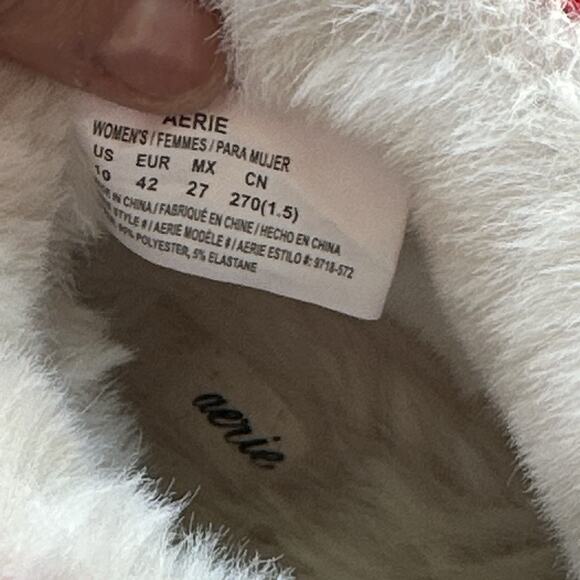 AERIE
WOMEN'S / FEMMES / PARA MUJER
US EUR MX CN
10 42 27 270(1.5)
IN CHINA / FABRIQUÉ EN CHINE / HECHO EN CHINA
STYLE # / AERIE MODÈLE # / AERIE ESTILO #: 9718-572
POLYESTER, 5% ELASTANE
aerie